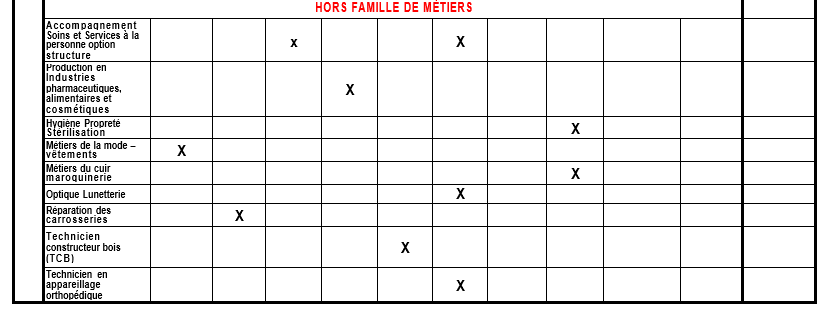 HORS FAMILLE DE MÉTIERS
Accompagnement
Soins et Services à la
personne option
structure
x X
Production en
Industries
pharmaceutiques,
alimentaires et
cosmétiques
X
Hygiène Propreté
Stérilisation
X
Métiers de la mode –
vêtements
X
Métiers du cuir
maroquinerie
X
Optique Lunetterie X
Réparation des
carrosseries
X
Technicien
constructeur bois
(TCB)
X
Technicien en
appareillage
orthopédique
X